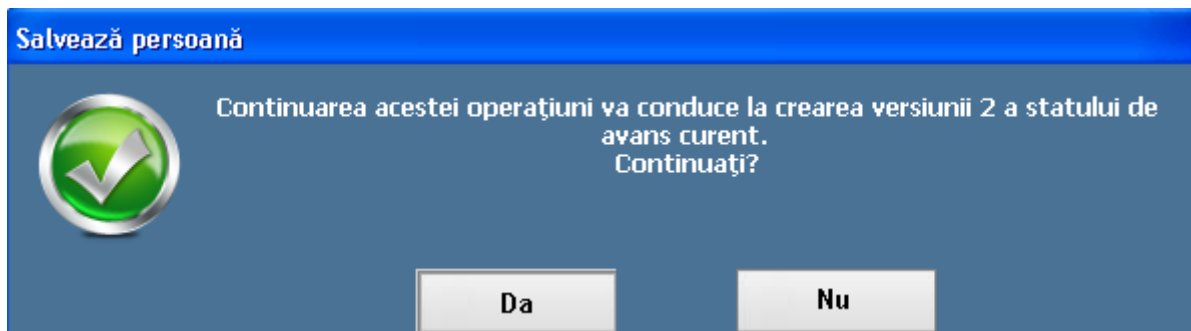 Salvează persoană
Continuarea acestei operaţiuni va conduce la crearea versiunii 2 a statului de
avans curent.
Continuaţi?
Da
Nu